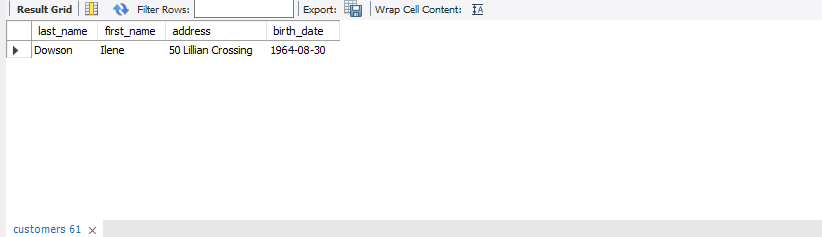 Result Grid Filter Rows: Export: Wrap Cell Content:
last_name first_name address birth_date
Dowson Ilene 50 Lillian Crossing 1964-08-30
customers 61